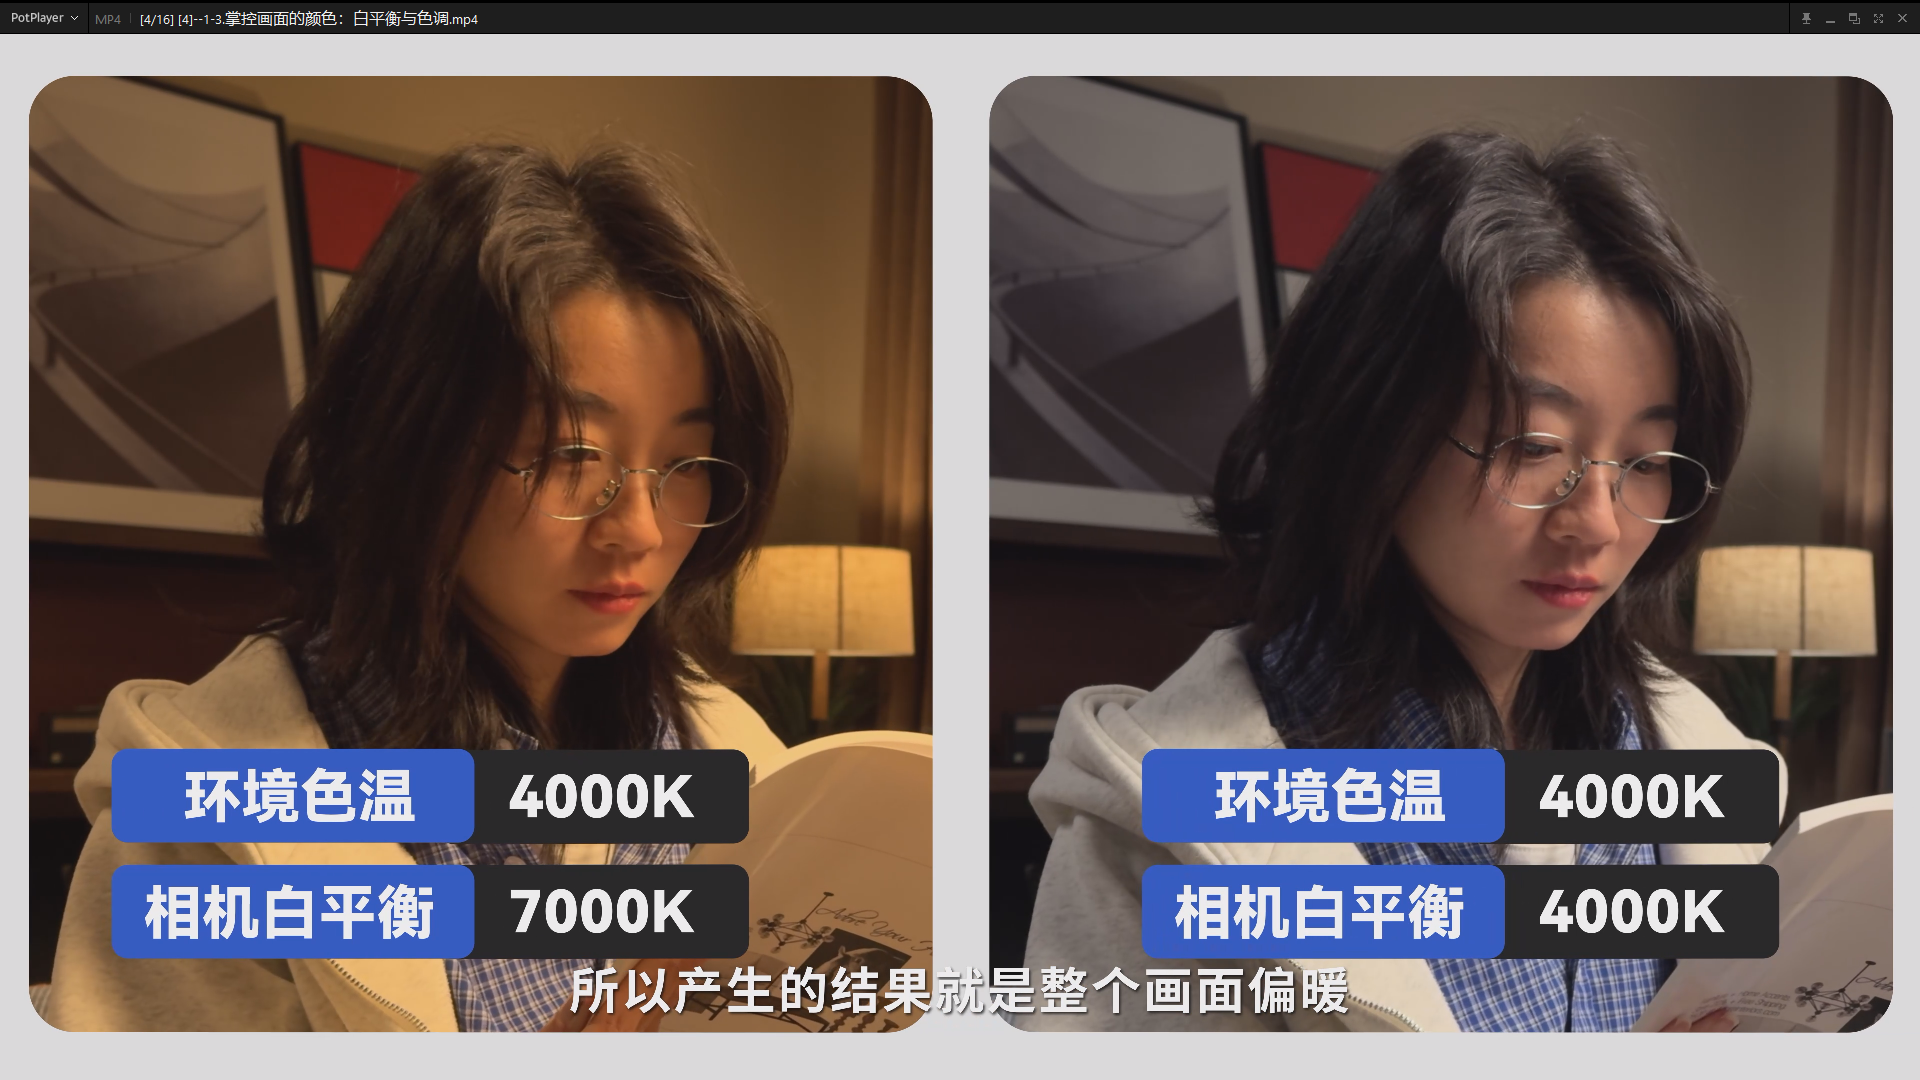 PotPlayer
MP4
[4/16] [4]--1-3.掌控画面的颜色：白平衡与色调.mp4
环境色温 4000K
相机白平衡 7000K
环境色温 4000K
相机白平衡 4000K
所以产生的结果就是整个画面偏暖